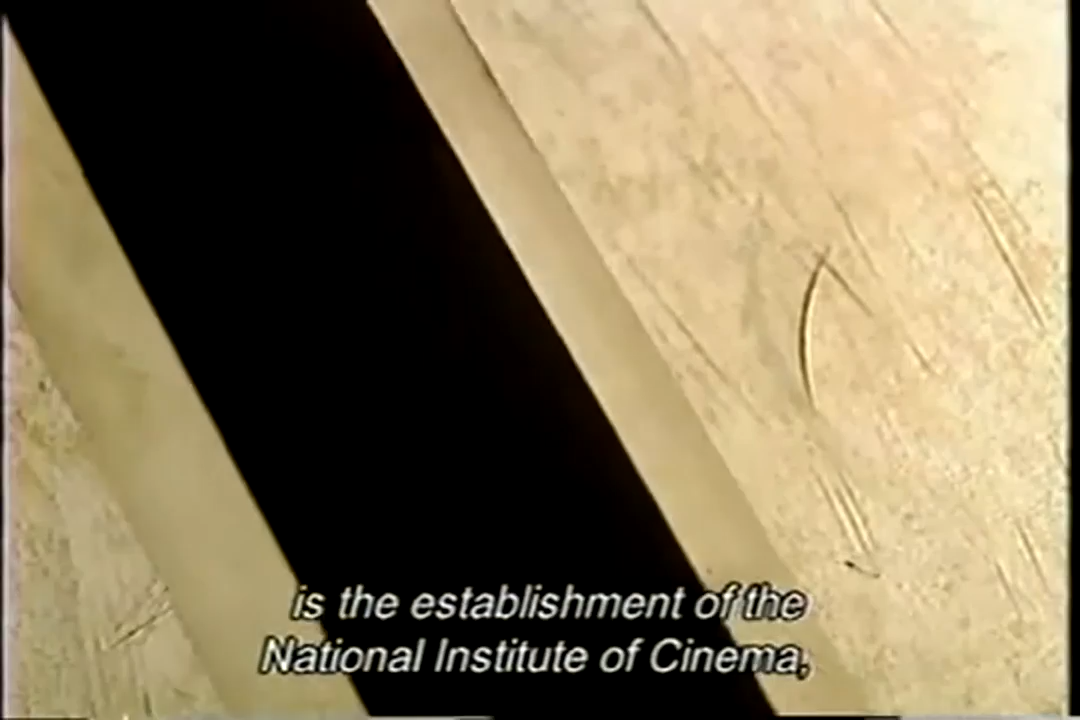 is the establishment of the
National Institute of Cinema,